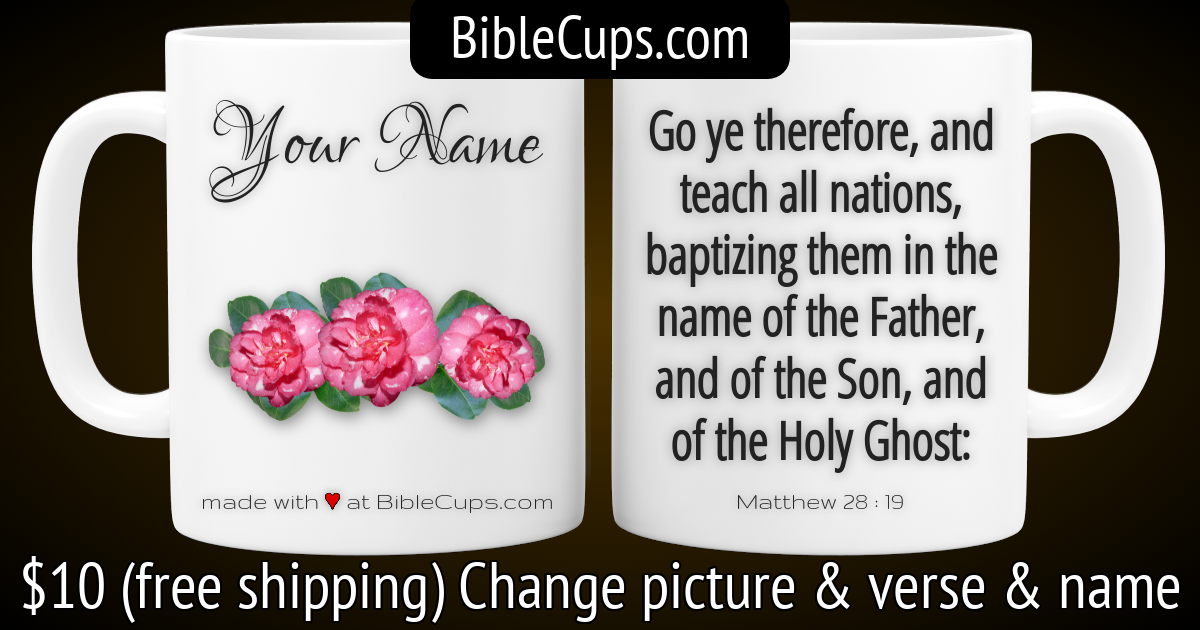 BibleCups.com
Your Name
made with ♥ at BibleCups.com
Go ye therefore, and
teach all nations,
baptizing them in the
name of the Father,
and of the Son, and
of the Holy Ghost:
Matthew 28 : 19
$10 (free shipping) Change picture & verse & name